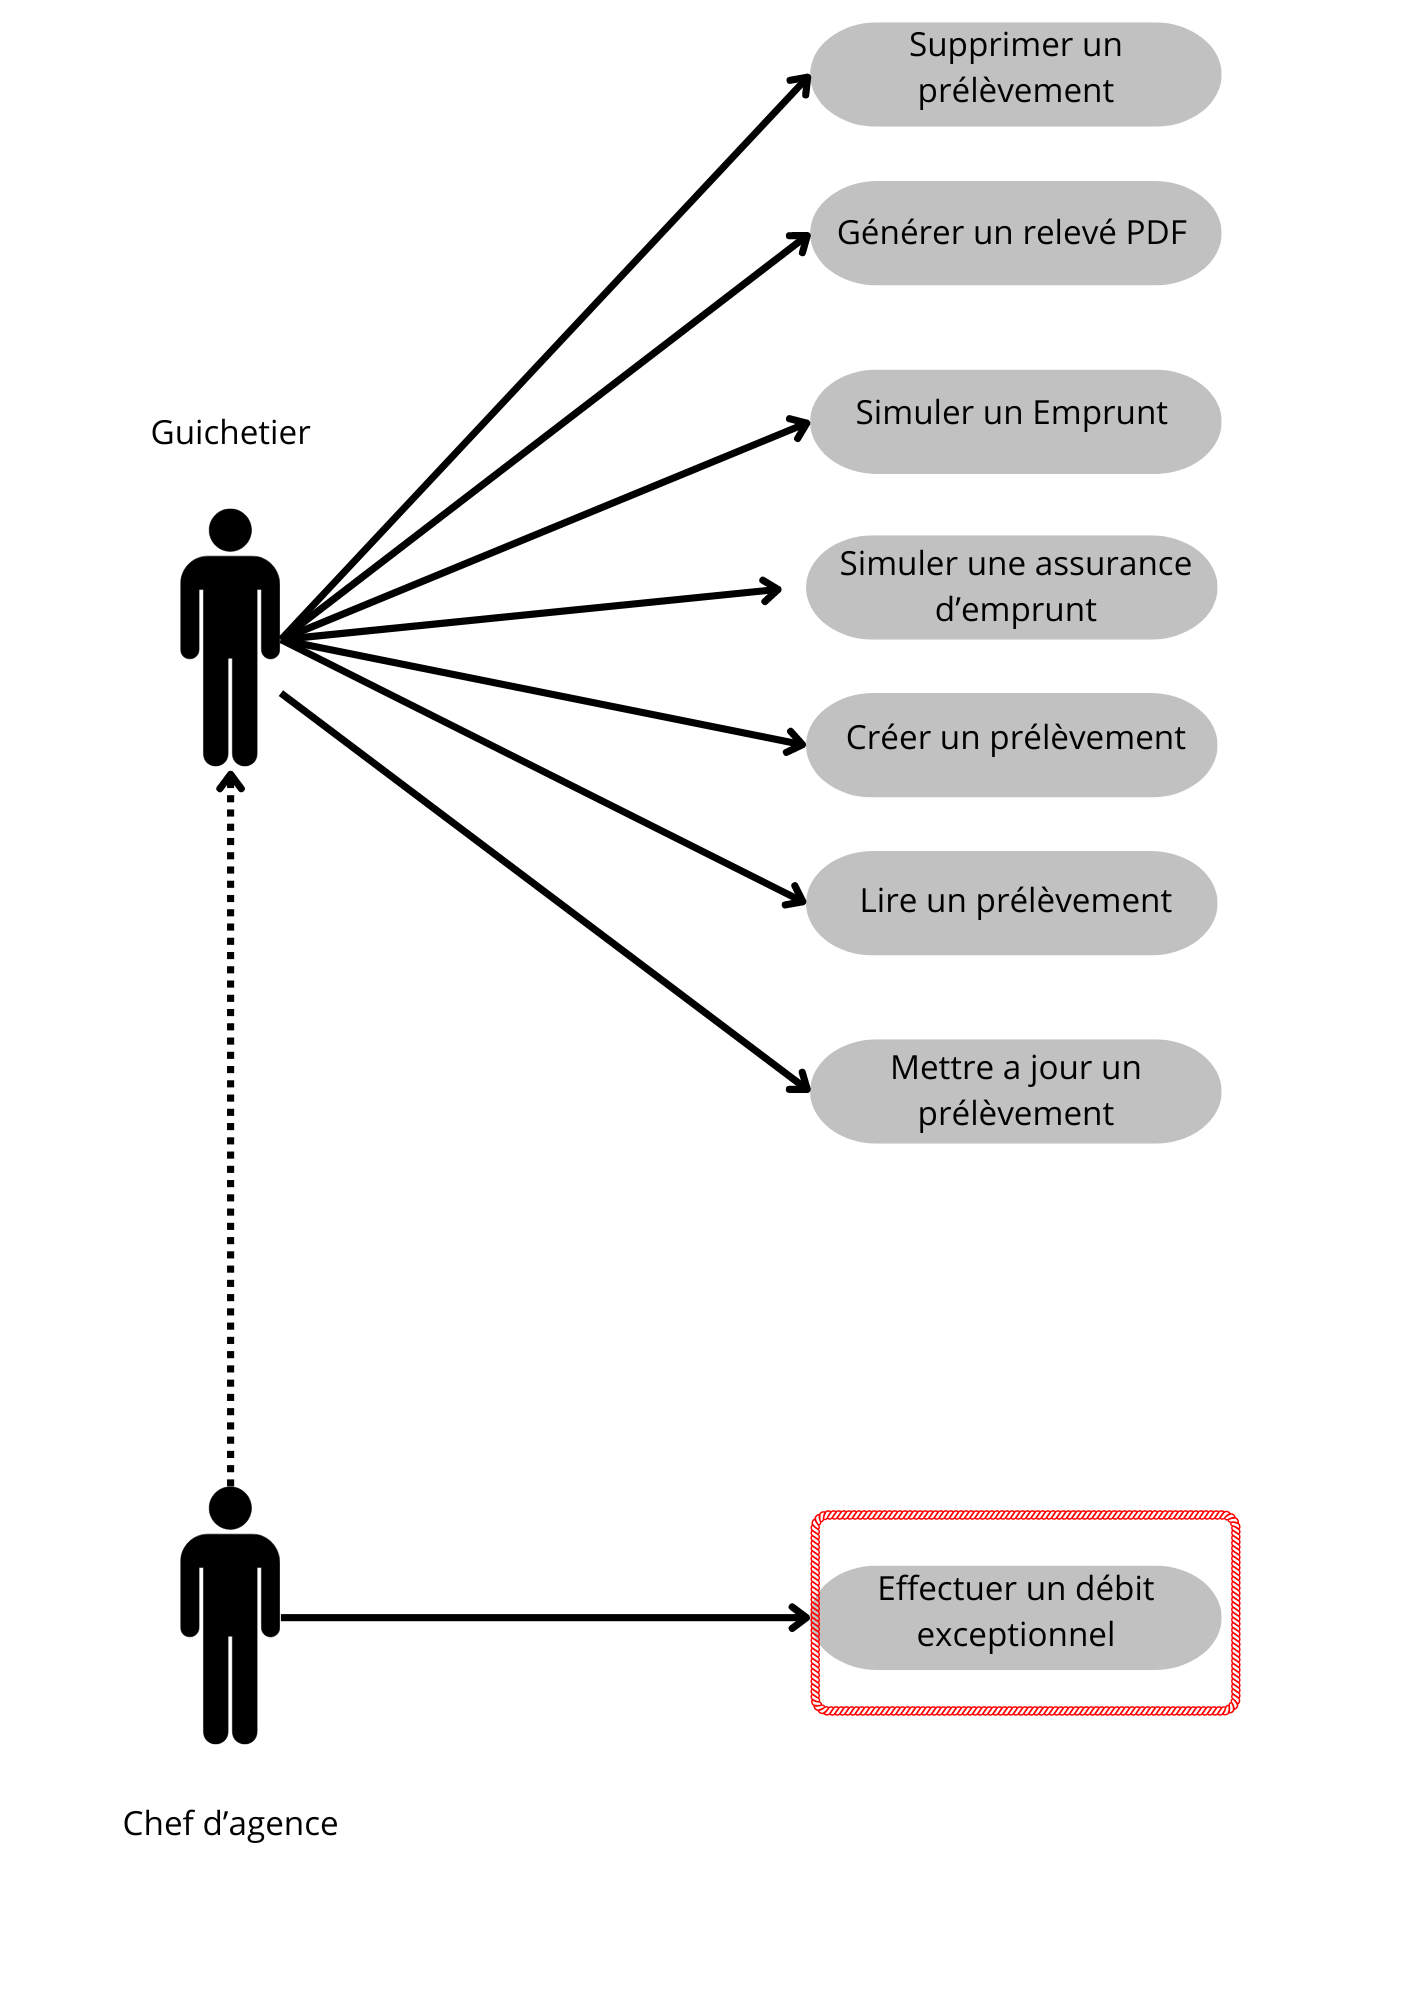 Supprimer un
prélèvement
Générer un relevé PDF
Simuler un Emprunt
Guichetier
Simuler une assurance
d’emprunt
Créer un prélèvement
Lire un prélèvement
Mettre a jour un
prélèvement
Effectuer un débit
exceptionnel
Chef d’agence